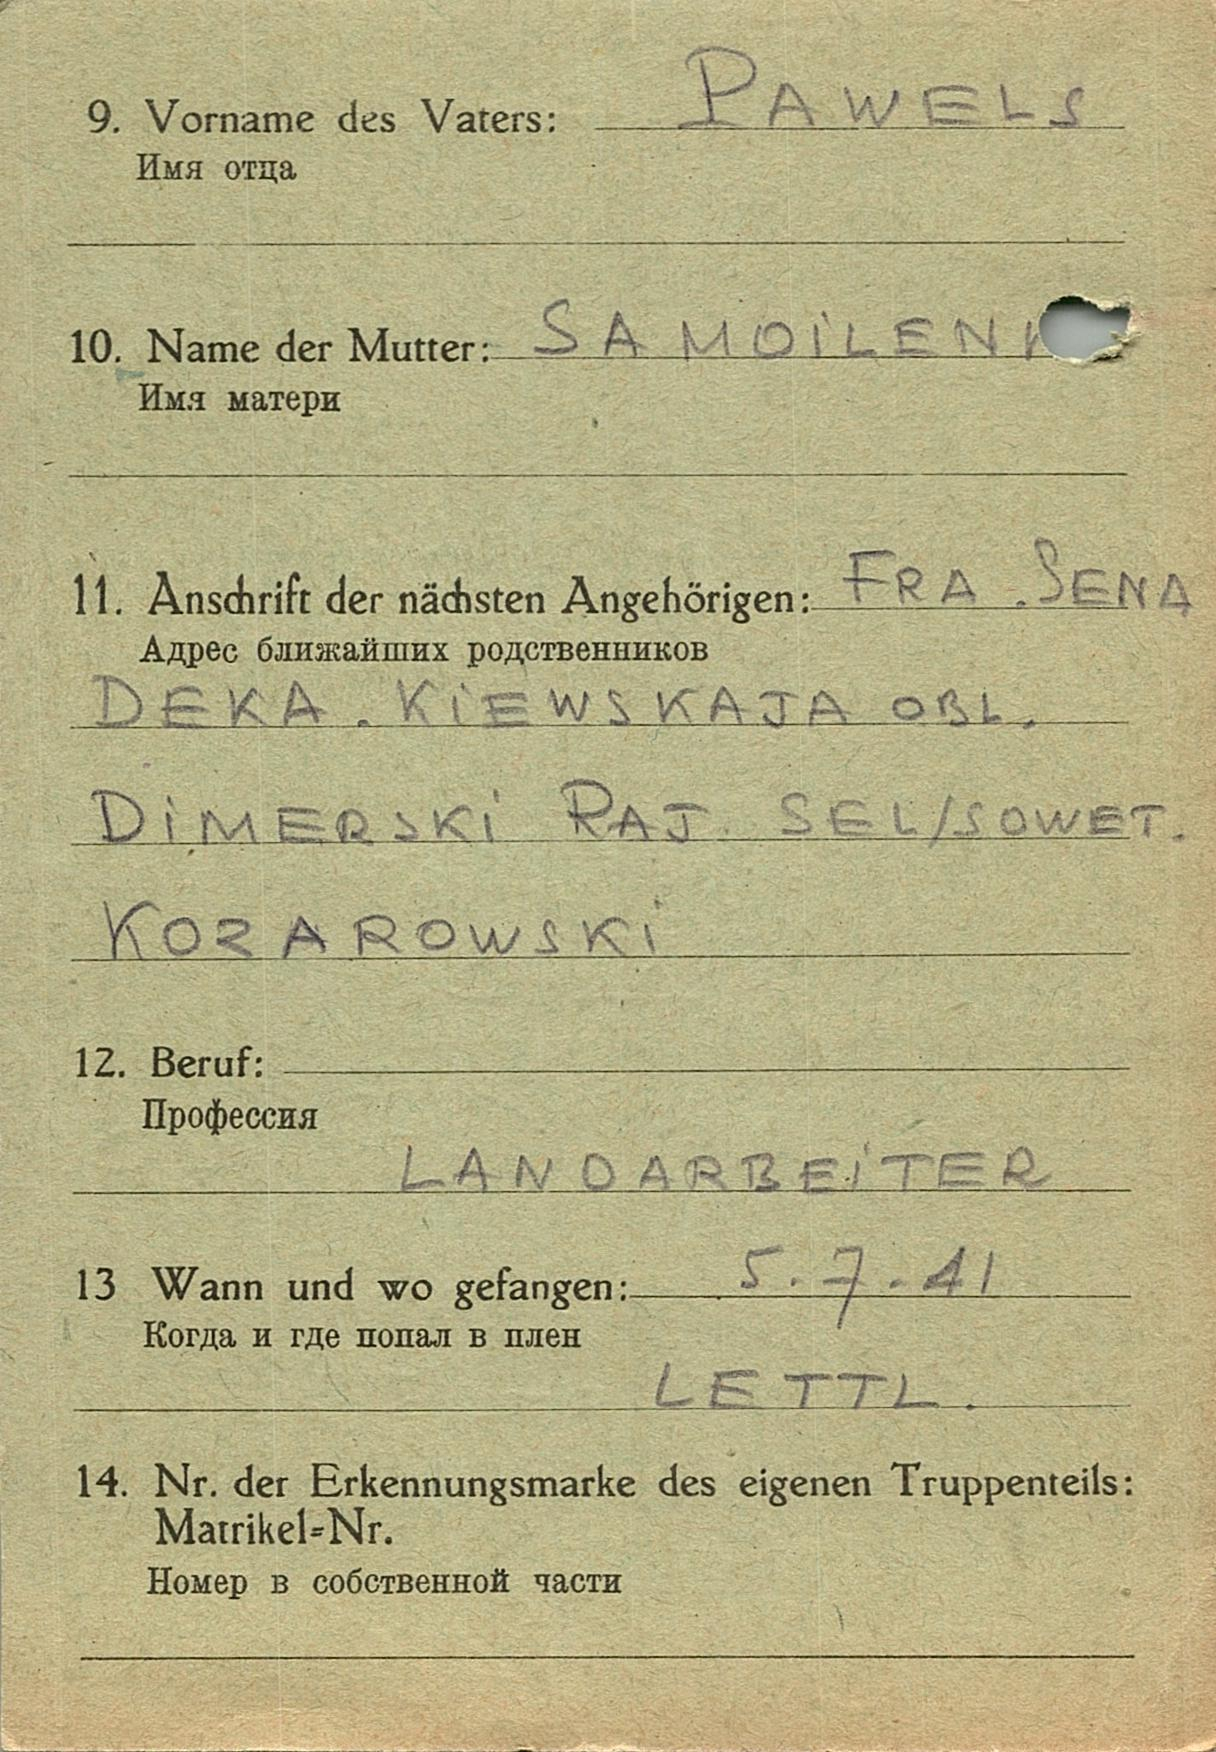 9. Vorname des Vaters: PAWELS
Имя отца
10. Name der Mutter: SAMOILEN
Имя матери
11. Anschrift der nächsten Angehörigen: FRA . SENA
Адрес ближайших родственников
DEKA . KIEWSKAJA OBL.
DIMERSKI RAJ. SEL/SOWET.
KOZAROWSKI
12. Beruf:
Профессия
LANDARBEITER
13 Wann und wo gefangen: 5.7.41
Когда и где попал в плен
LETTL.
14. Nr. der Erkennungsmarke des eigenen Truppenteils:
Matrikel=Nr.
Номер в собственной части